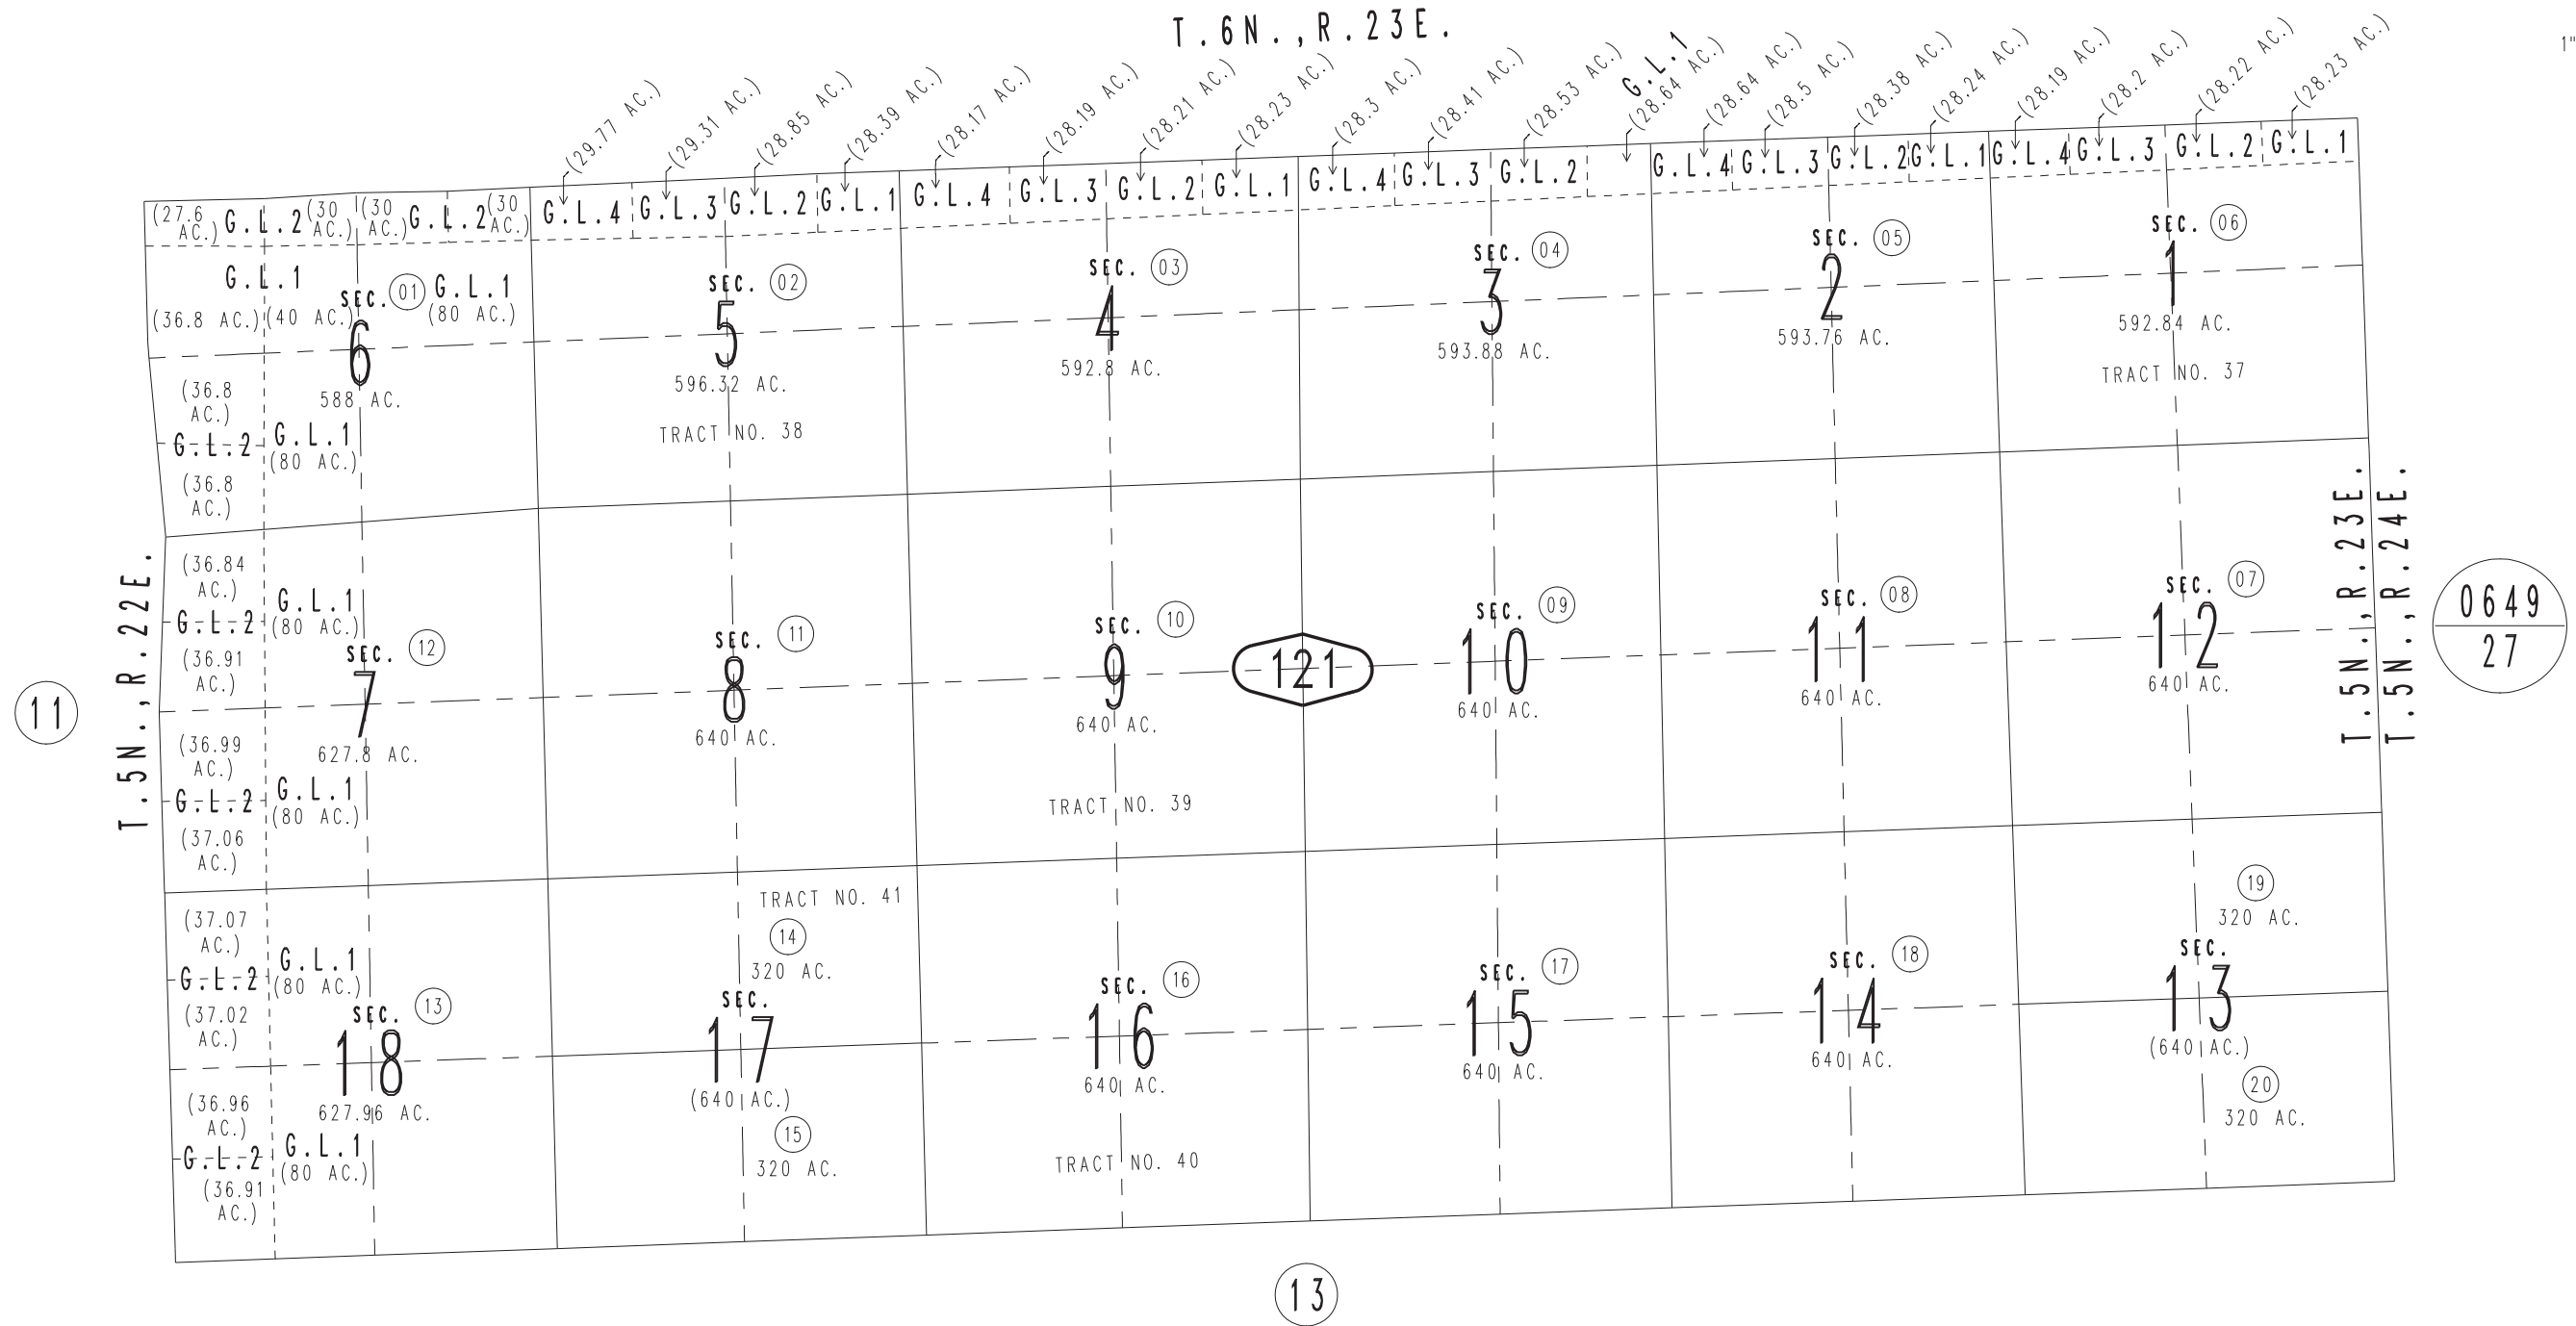 T.6N.,R.23E.
1"
(29.77 AC.)
(29.31 AC.)
(28.85 AC.)
(28.39 AC.)
(28.17 AC.)
(28.19 AC.)
(28.21 AC.)
(28.23 AC.)
(28.3 AC.)
(28.41 AC.)
(28.53 AC.)
G.L.1
(28.64 AC.)
(28.64 AC.)
(28.5 AC.)
(28.38 AC.)
(28.24 AC.)
(28.19 AC.)
(28.2 AC.)
(28.22 AC.)
(28.23 AC.)
(27.6
AC.)
G.L.2
(30
AC.)
(30
AC.)
G.L.2
(30
AC.)
G.L.4
G.L.3
G.L.2
G.L.1
G.L.4
G.L.3
G.L.2
G.L.1
G.L.4
G.L.3
G.L.2
G.L.4
G.L.3
G.L.2
G.L.1
G.L.4
G.L.3
G.L.2
G.L.1
G.L.1
(36.8 AC.)
(40 AC.)
SEC. 01
6
588 AC.
G.L.1
(80 AC.)
SEC. 02
5
596.32 AC.
TRACT NO. 38
SEC. 03
4
592.8 AC.
SEC. 04
3
593.88 AC.
SEC. 05
2
593.76 AC.
SEC. 06
1
592.84 AC.
TRACT NO. 37
(36.8
AC.)
G.L.2
(36.8
AC.)
G.L.1
(80 AC.)
T.5N.,R.22E.
11
(36.84
AC.)
G.L.2
(36.91
AC.)
G.L.1
(80 AC.)
SEC. 12
7
627.8 AC.
(36.99
AC.)
G.L.2
(37.06
AC.)
G.L.1
(80 AC.)
SEC. 11
8
640 AC.
SEC. 10
9
640 AC.
TRACT NO. 39
121
SEC. 09
10
640 AC.
SEC. 08
11
640 AC.
SEC. 07
12
640 AC.
T.5N.,R.23E.
T.5N.,R.24E.
0649
27
(37.07
AC.)
G.L.2
(37.02
AC.)
G.L.1
(80 AC.)
SEC. 13
18
627.96 AC.
(36.96
AC.)
G.L.2
(36.91
AC.)
G.L.1
(80 AC.)
TRACT NO. 41
14
320 AC.
SEC.
17
(640 AC.)
15
320 AC.
SEC. 16
16
640 AC.
TRACT NO. 40
SEC. 17
15
640 AC.
SEC. 18
14
640 AC.
19
320 AC.
SEC.
13
(640 AC.)
20
320 AC.
13